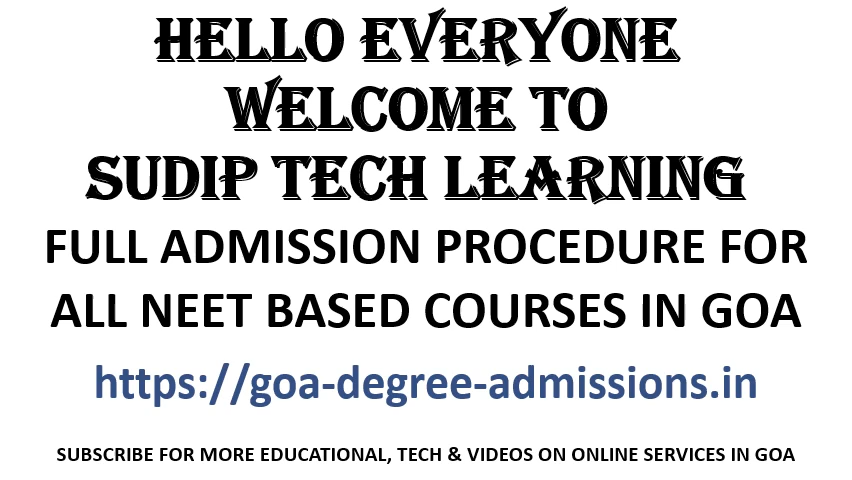 HELLO EVERYONE
WELCOME TO
SUDIP TECH LEARNING
FULL ADMISSION PROCEDURE FOR
ALL NEET BASED COURSES IN GOA
https://goa-degree-admissions.in
SUBSCRIBE FOR MORE EDUCATIONAL, TECH & VIDEOS ON ONLINE SERVICES IN GOA